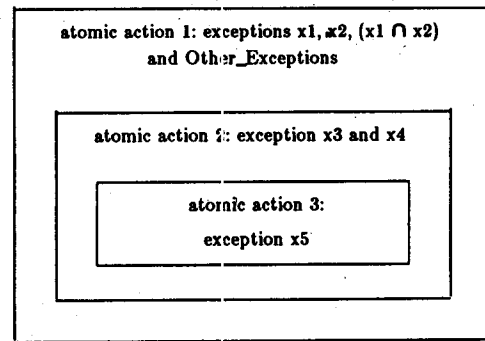 atomic action 1: exceptions x1, x2, (x1 ∩ x2)
and Other_Exceptions
atomic action 2: exception x3 and x4
atomic action 3:
exception x5